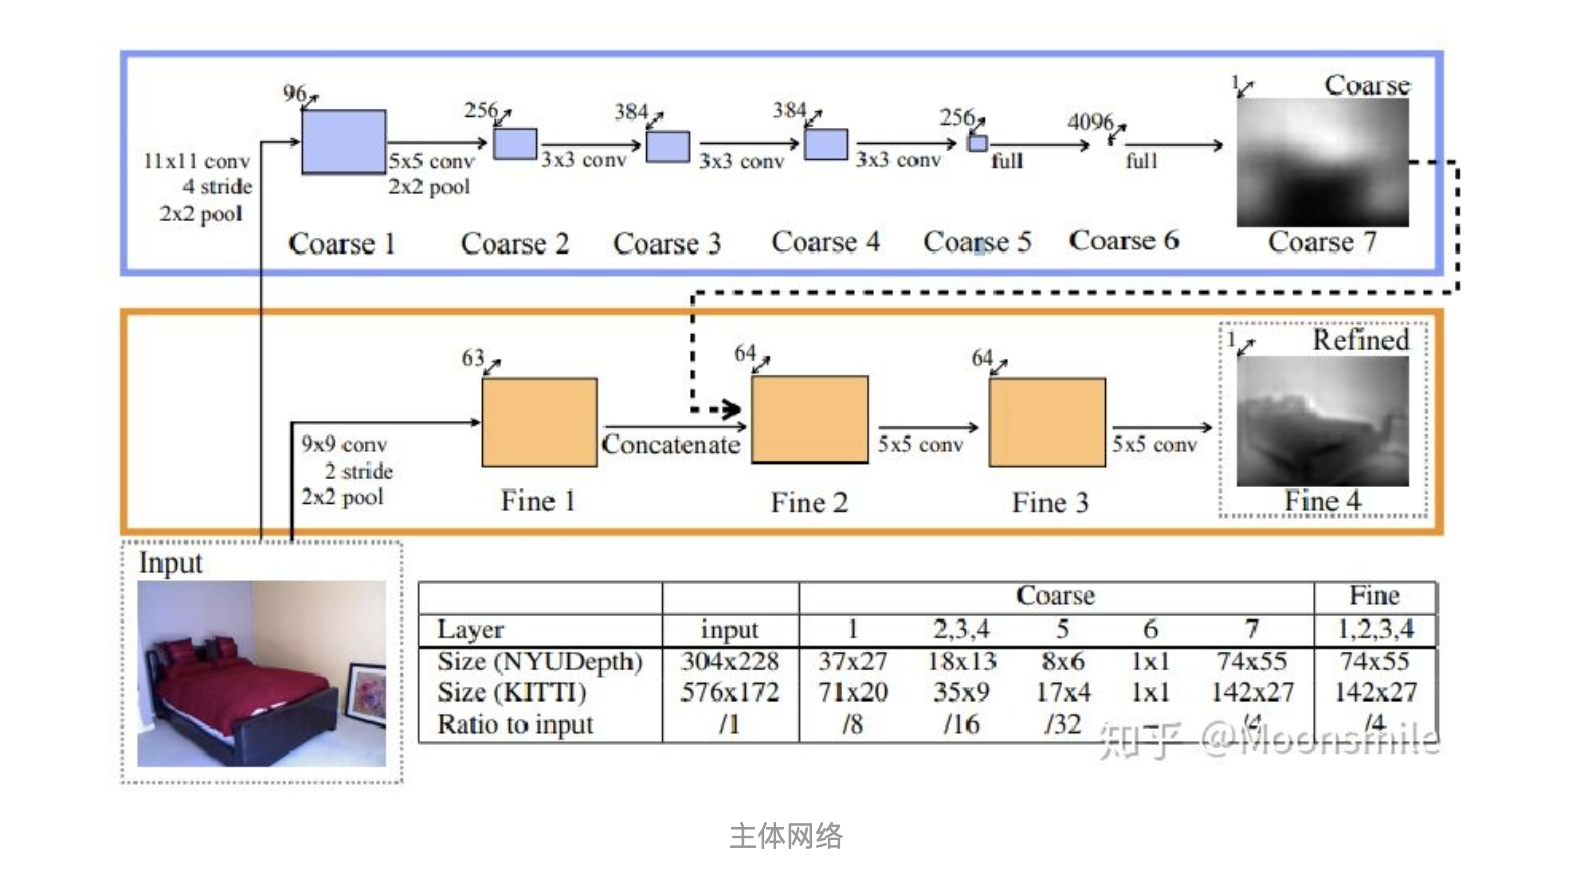 96
256
384
384
256
4096
1
Coarse
11x11 conv
4 stride
2x2 pool
5x5 conv
2x2 pool
3x3 conv
3x3 conv
3x3 conv
full
full
Coarse 1
Coarse 2
Coarse 3
Coarse 4
Coarse 5
Coarse 6
Coarse 7
63
64
64
1
Refined
9x9 conv
2 stride
2x2 pool
Concatenate
5x5 conv
5x5 conv
Fine 1
Fine 2
Fine 3
Fine 4
Input
Coarse Fine
Layer input 1 2,3,4 5 6 7 1,2,3,4
Size (NYUDepth) 304x228 37x27 18x13 8x6 1x1 74x55 74x55
Size (KITTI) 576x172 71x20 35x9 17x4 1x1 142x27 142x27
Ratio to input /1 /8 /16 /32 – /4 /4
知乎 @Moonsmile
主体网络